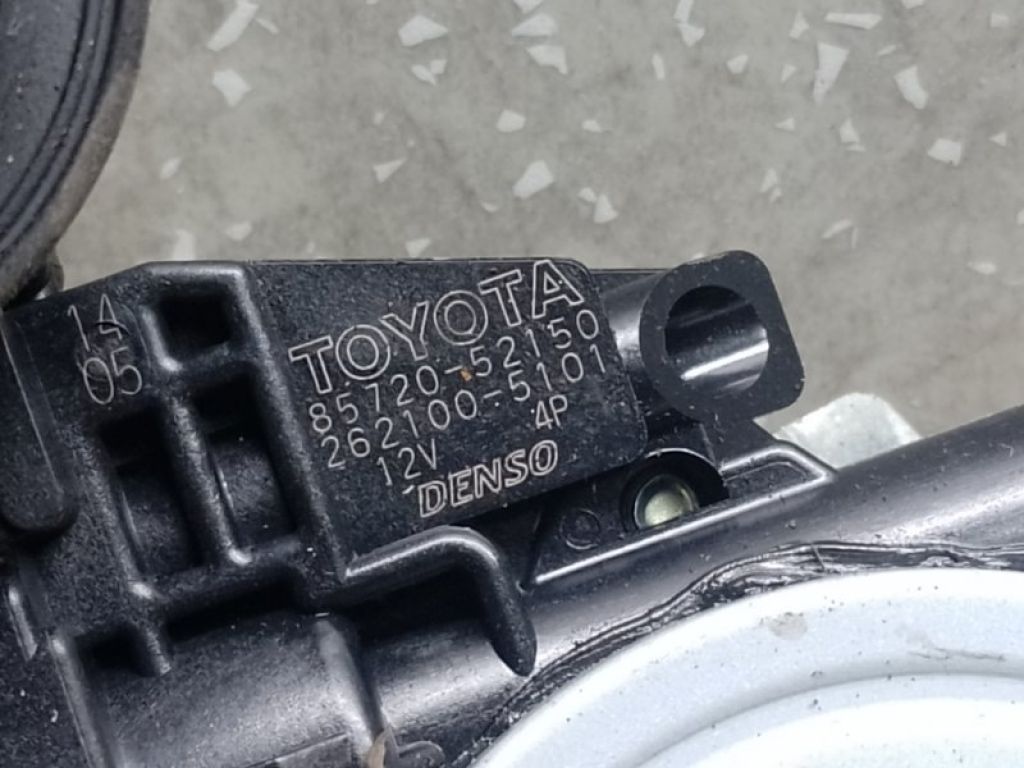 14
05
TOYOTA
85720-52150
262100-5101
12V 4P
DENSO